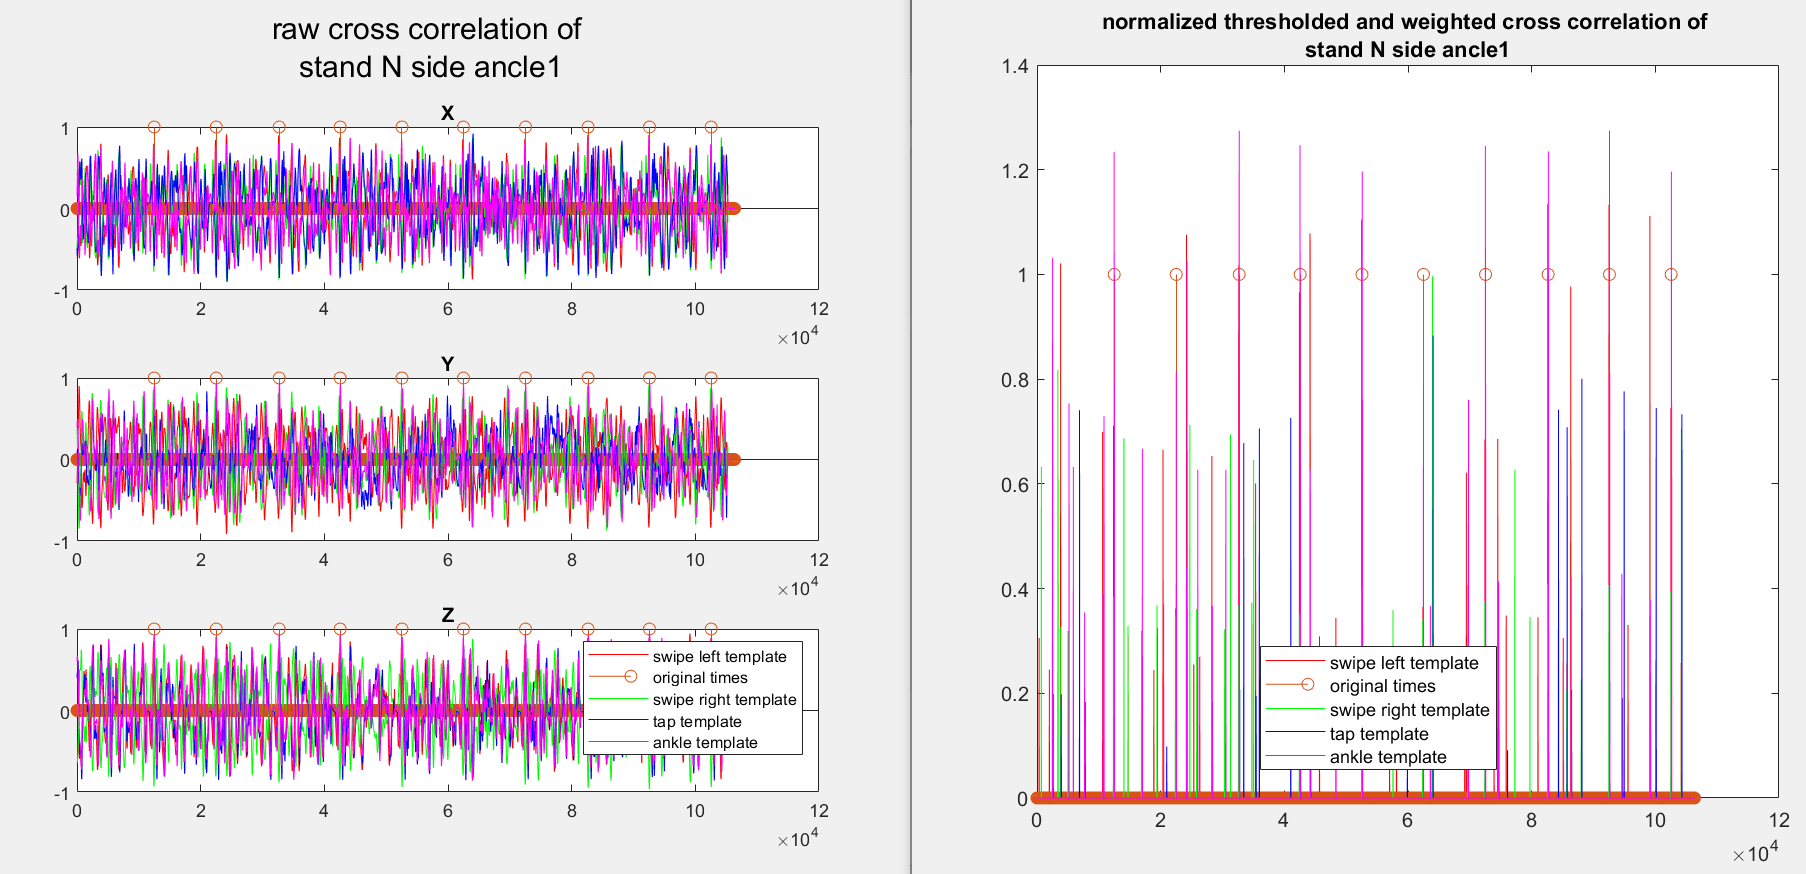 raw cross correlation of
stand N side ancle1
X
1
0
-1
0 2 4 6 8 10 12
×10^4
Y
1
0
-1
0 2 4 6 8 10 12
×10^4
Z
1
0
-1
swipe left template
original times
swipe right template
tap template
ankle template
0 2 4 6 8 10 12
×10^4
normalized thresholded and weighted cross correlation of
stand N side ancle1
1.4
1.2
1
0.8
0.6
0.4
0.2
0
swipe left template
original times
swipe right template
tap template
ankle template
0 2 4 6 8 10 12
×10^4